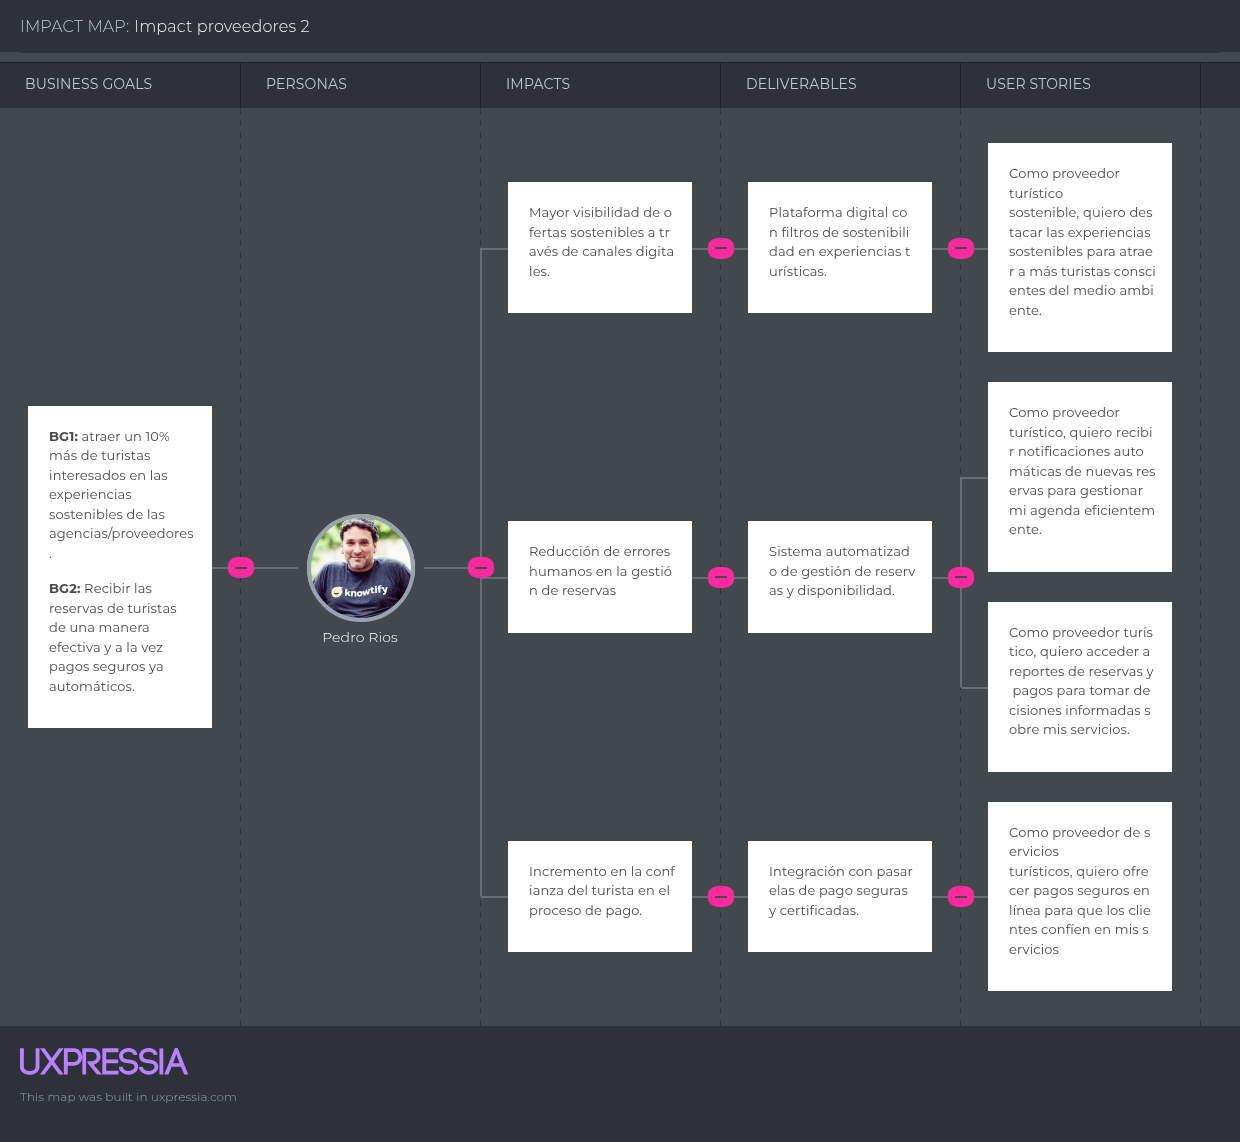 IMPACT MAP: Impact proveedores 2
BUSINESS GOALS
PERSONAS
IMPACTS
DELIVERABLES
USER STORIES
BG1: atraer un 10%
más de turistas
interesados en las
experiencias
sostenibles de las
agencias/proveedores
.
BG2: Recibir las
reservas de turistas
de una manera
efectiva y a la vez
pagos seguros ya
automáticos.
knowtify
Pedro Rios
Mayor visibilidad de o
fertas sostenibles a tr
avés de canales digita
les.
Plataforma digital co
n filtros de sostenibili
dad en experiencias t
urísticas.
Como proveedor
turístico
sostenible, quiero des
tacar las experiencias
sostenibles para atrae
r a más turistas consci
entes del medio ambi
ente.
Reducción de errores
humanos en la gestió
n de reservas
Sistema automatizad
o de gestión de reserv
as y disponibilidad.
Como proveedor
turístico, quiero recibi
r notificaciones auto
máticas de nuevas res
ervas para gestionar
mi agenda eficientem
ente.
Como proveedor turís
tico, quiero acceder a
reportes de reservas y
pagos para tomar de
cisiones informadas s
obre mis servicios.
Incremento en la conf
ianza del turista en el
proceso de pago.
Integración con pasar
elas de pago seguras
y certificadas.
Como proveedor de s
ervicios
turísticos, quiero ofre
cer pagos seguros en
línea para que los clie
ntes confíen en mis s
ervicios
UXPRESSIA
This map was built in uxpressia.com